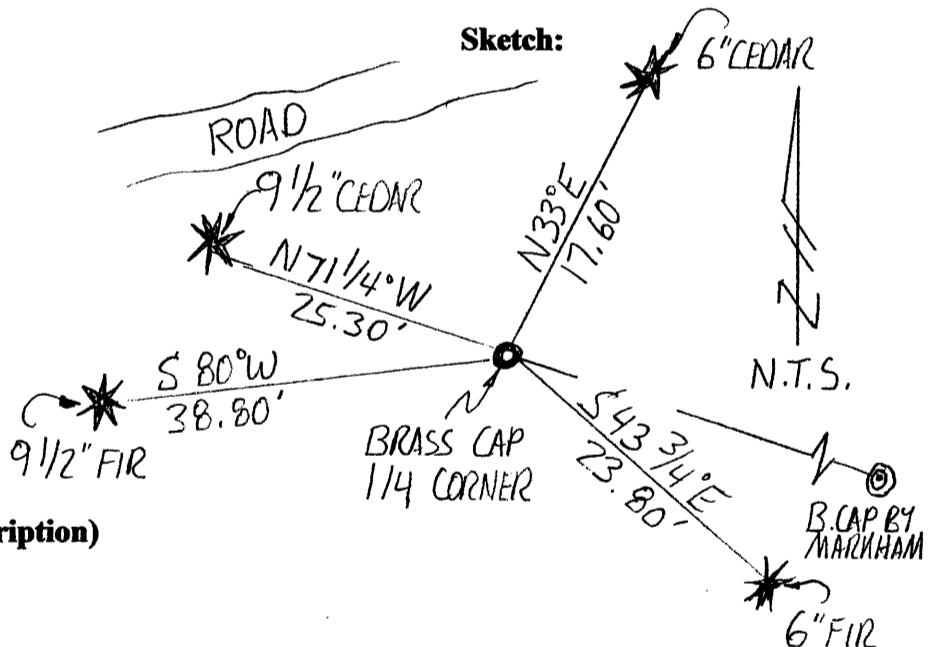 Sketch:
6" CEDAR
ROAD
9 1/2" CEDAR
N33°E
17.60'
N71 1/4°W
25.30'
N
N.T.S.
S 80°W
38.80'
9 1/2" FIR
BRASS CAP
1/4 CORNER
S 43 3/4°E
23.80'
B.CAP BY
MARKHAM
ription)
6" FIR